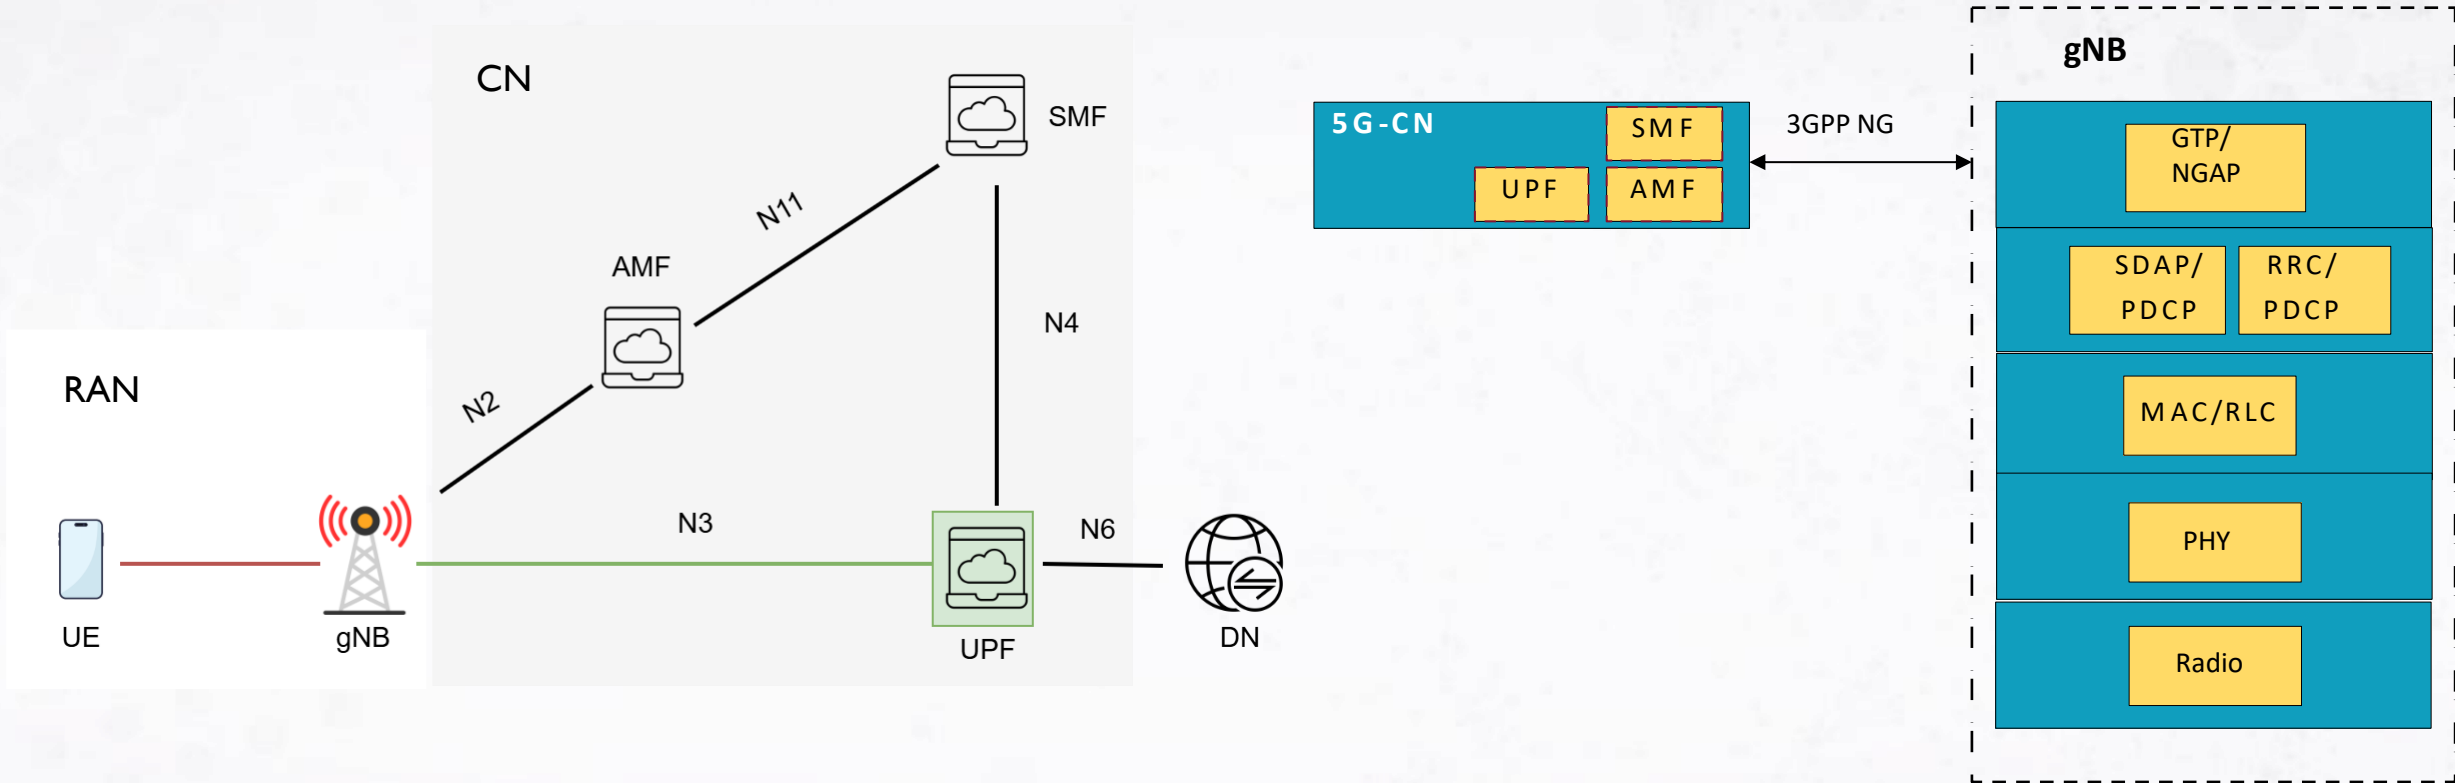 CN
SMF
N11
AMF
N4
N2
RAN
N3
N6
UE
gNB
UPF
DN
5G-CN
SMF
UPF
AMF
3GPP NG
gNB
GTP/
NGAP
SDAP/
PDCP
RRC/
PDCP
MAC/RLC
PHY
Radio